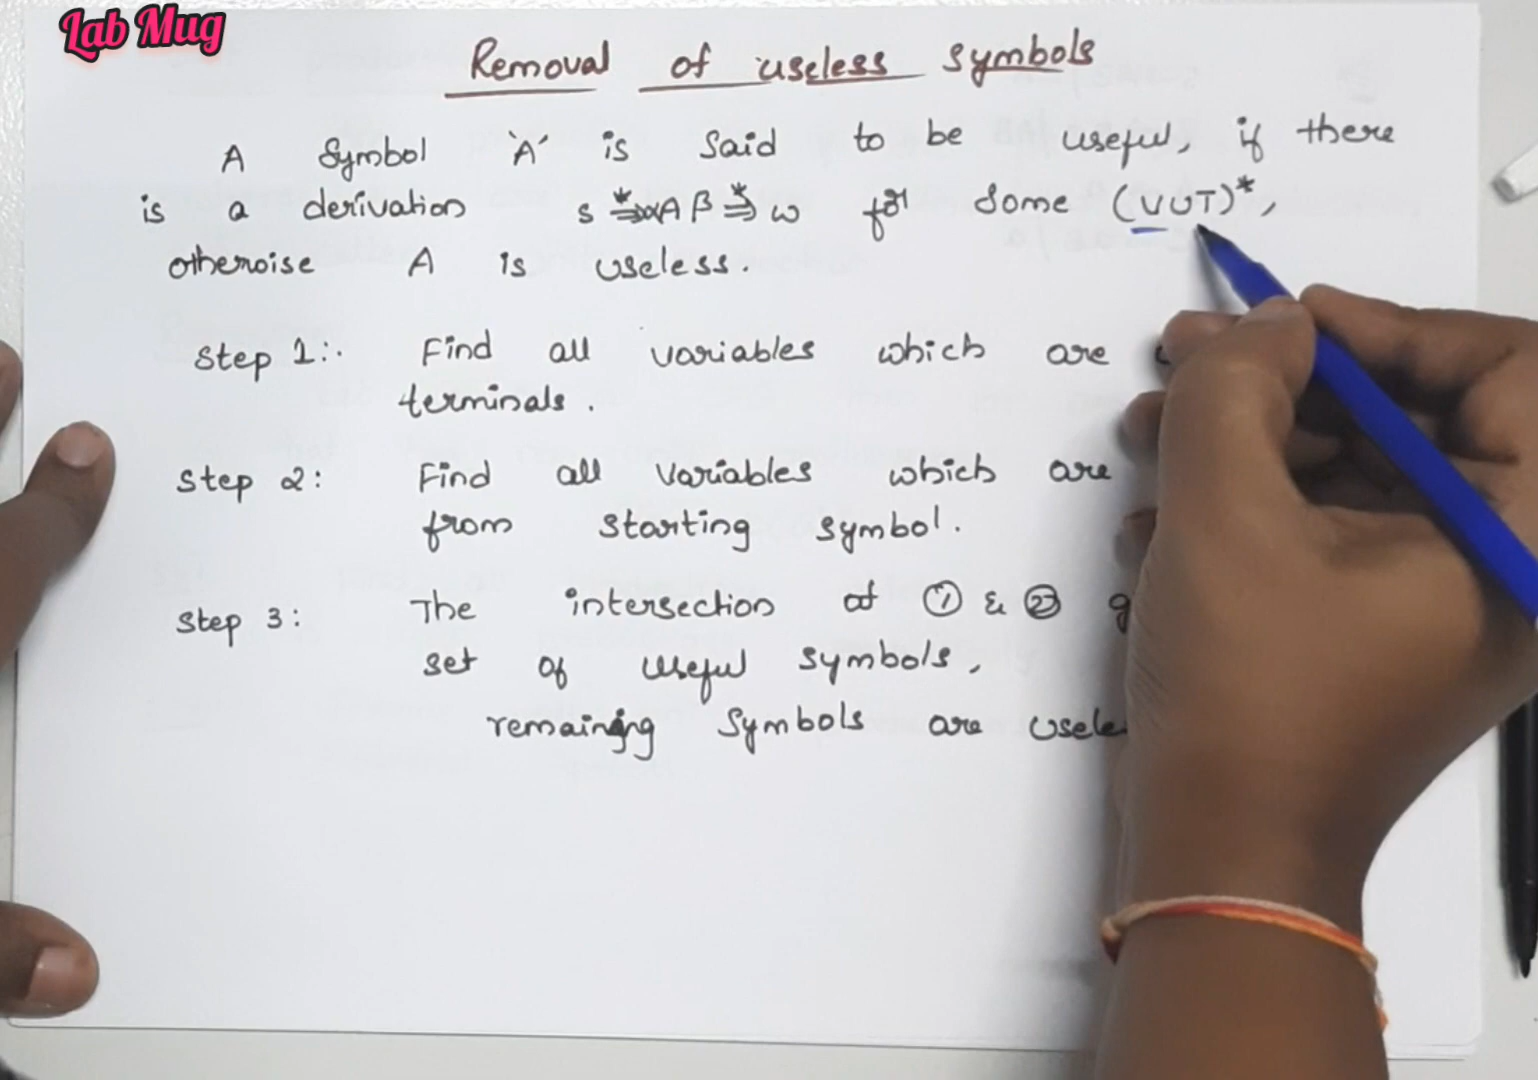 Lab Mug
Removal of useless symbols
A Symbol 'A' is said to be useful, if there
is a derivation S ⇒* αAβ ⇒* ω for some (VUT)*,
otheroise A is useless.
Step 1:. Find all variables which are
terminals.
Step 2: Find all variables which are
from starting symbol.
Step 3: The intersection of ① & ②
set of useful symbols,
remaining symbols are